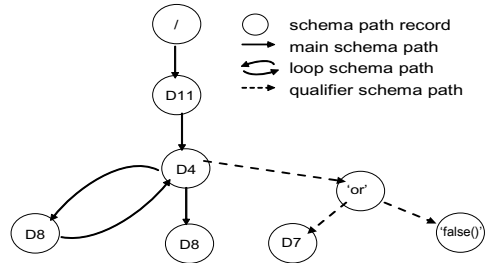 /
schema path record
main schema path
loop schema path
qualifier schema path
D11
D4
'or'
D8
D8
D7
'false()'